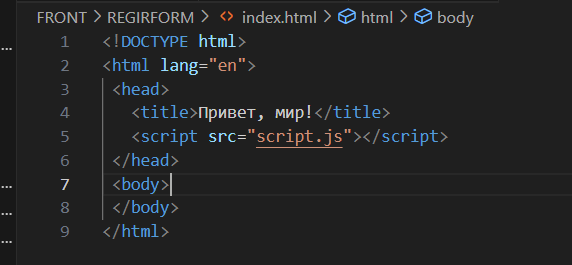 FRONT > REGIRFORM > index.html > html > body
1 <!DOCTYPE html>
2 <html lang="en">
3 <head>
4 <title>Привет, мир!</title>
5 <script src="script.js"></script>
6 </head>
7 <body>
8 </body>
9 </html>